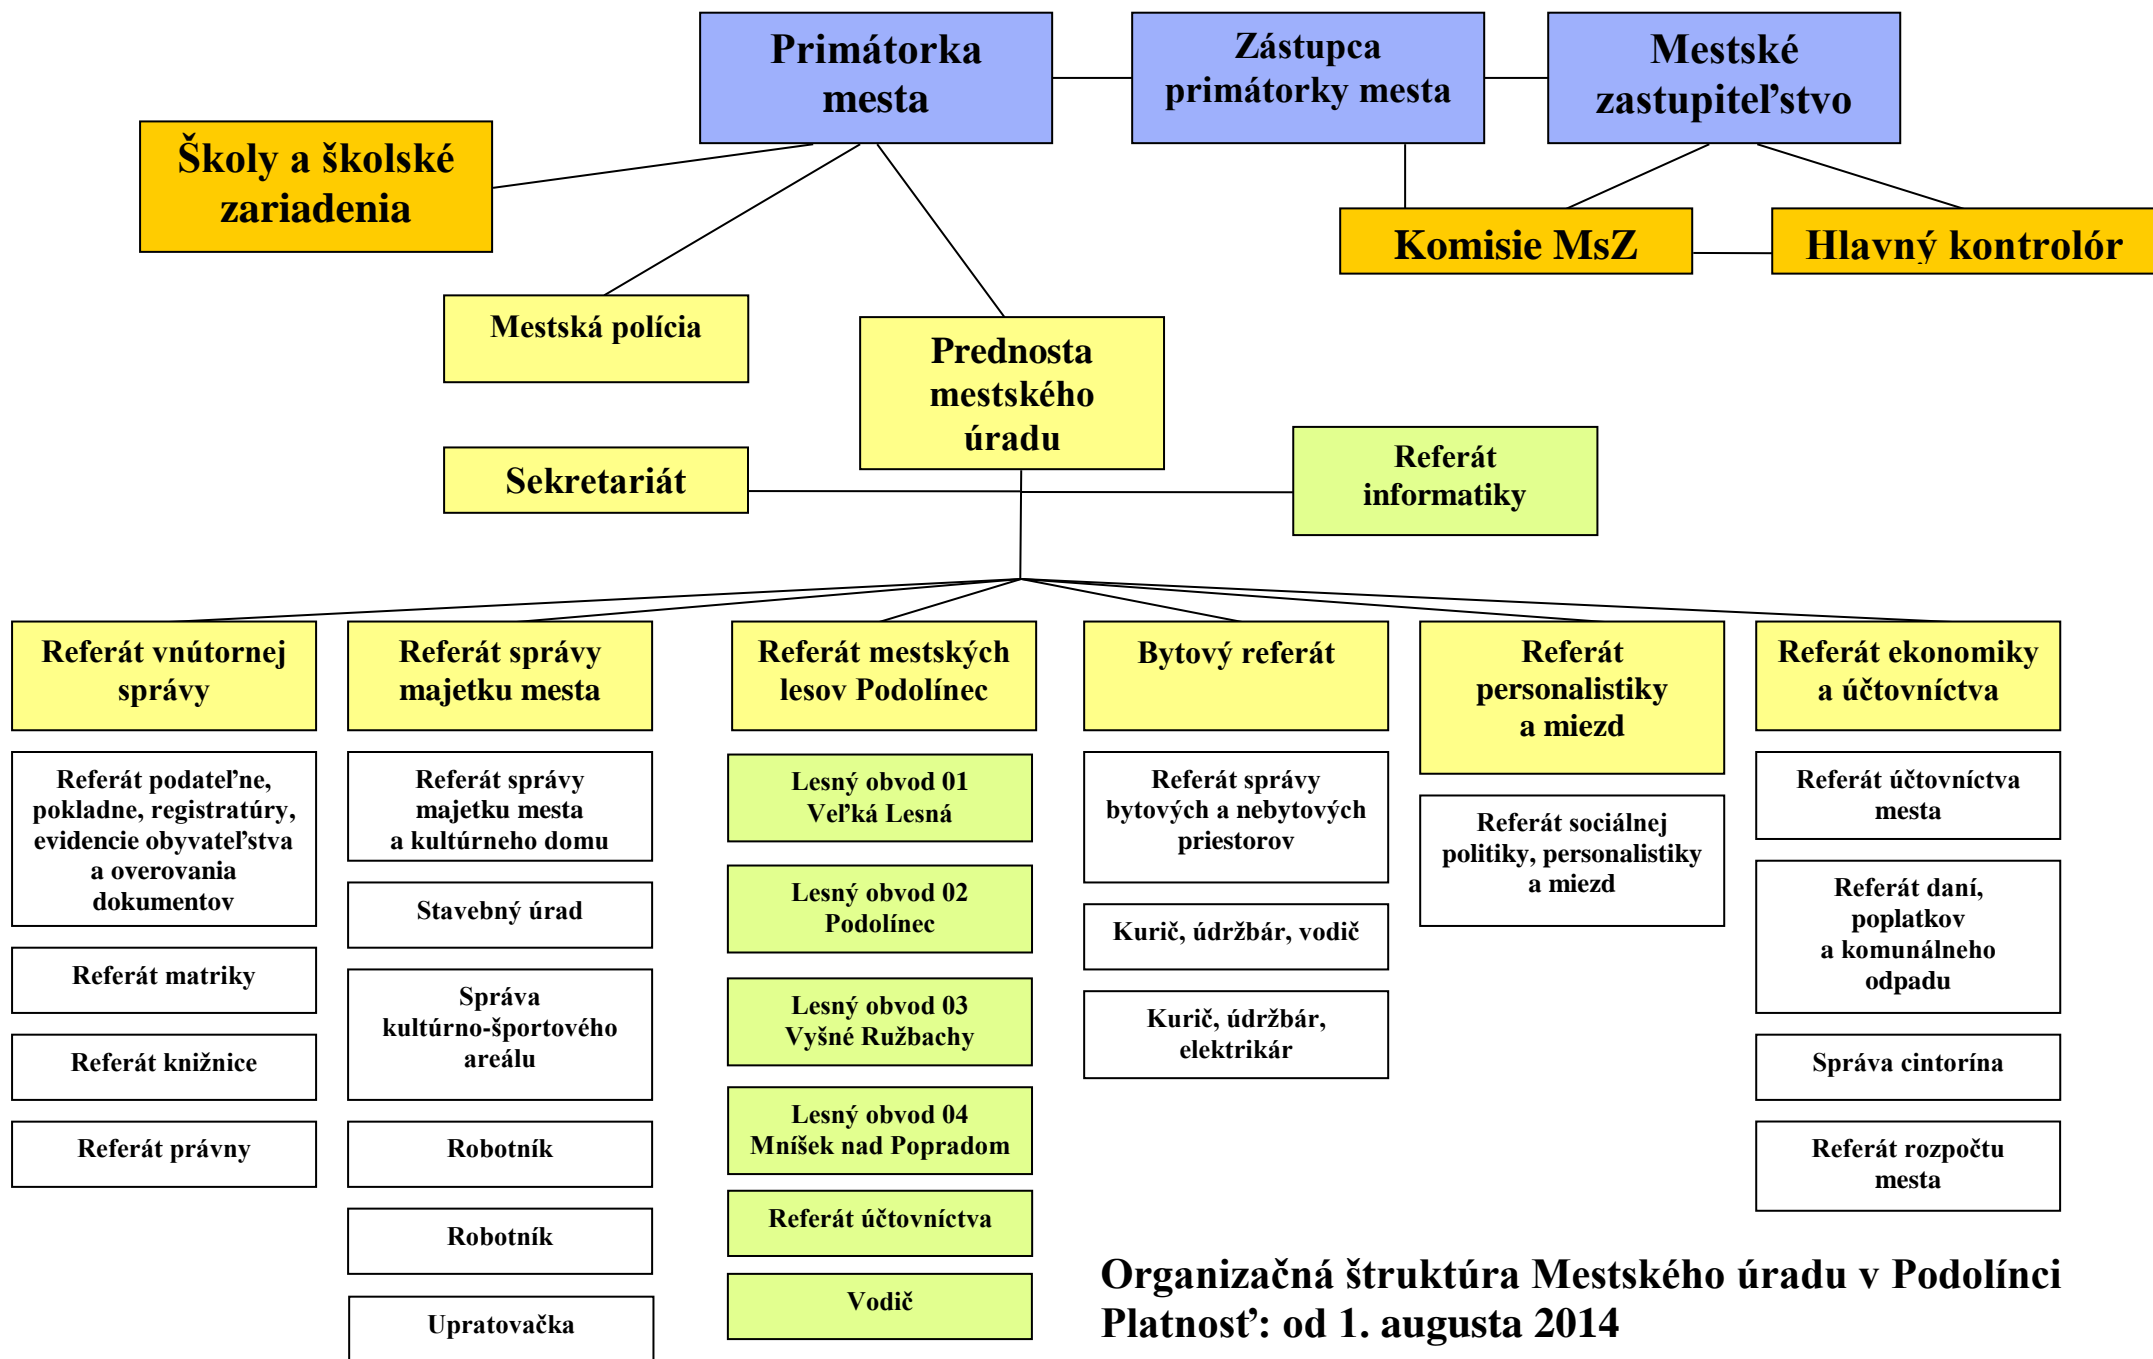 Primátorka
mesta
Zástupca
primátorky mesta
Mestské
zastupiteľstvo
Školy a školské
zariadenia
Komisie MsZ
Hlavný kontrolór
Mestská polícia
Prednosta
mestského
úradu
Sekretariát
Referát
informatiky
Referát vnútornej
správy
Referát správy
majetku mesta
Referát mestských
lesov Podolínec
Bytový referát
Referát
personalistiky
a miezd
Referát ekonomiky
a účtovníctva
Referát podateľne,
pokladne, registratúry,
evidencie obyvateľstva
a overovania
dokumentov
Referát matriky
Referát knižnice
Referát právny
Referát správy
majetku mesta
a kultúrneho domu
Stavebný úrad
Správa
kultúrno-športového
areálu
Robotník
Robotník
Upratovačka
Lesný obvod 01
Veľká Lesná
Lesný obvod 02
Podolínec
Lesný obvod 03
Vyšné Ružbachy
Lesný obvod 04
Mníšek nad Popradom
Referát účtovníctva
Vodič
Referát správy
bytových a nebytových
priestorov
Kurič, údržbár, vodič
Kurič, údržbár,
elektrikár
Referát sociálnej
politiky, personalistiky
a miezd
Referát účtovníctva
mesta
Referát daní,
poplatkov
a komunálneho
odpadu
Správa cintorína
Referát rozpočtu
mesta
Organizačná štruktúra Mestského úradu v Podolínci
Platnosť: od 1. augusta 2014